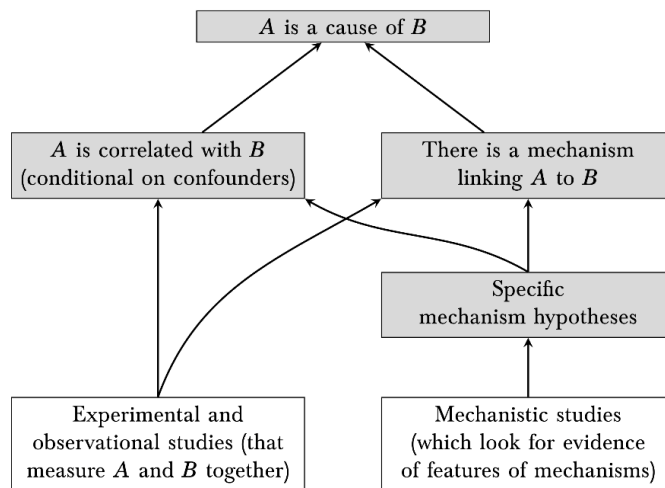 A is a cause of B
A is correlated with B
(conditional on confounders)
There is a mechanism
linking A to B
Specific
mechanism hypotheses
Experimental and
observational studies (that
measure A and B together)
Mechanistic studies
(which look for evidence
of features of mechanisms)